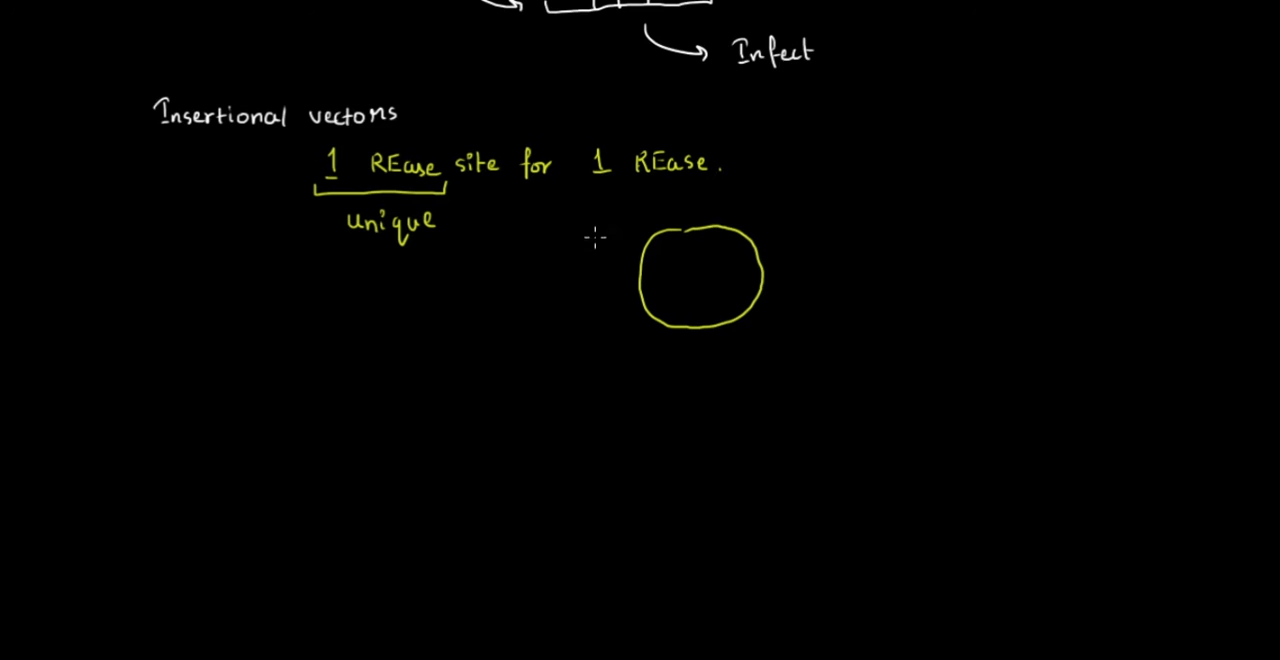 Infect
Insertional vectors
1 REase site for 1 REase.
unique